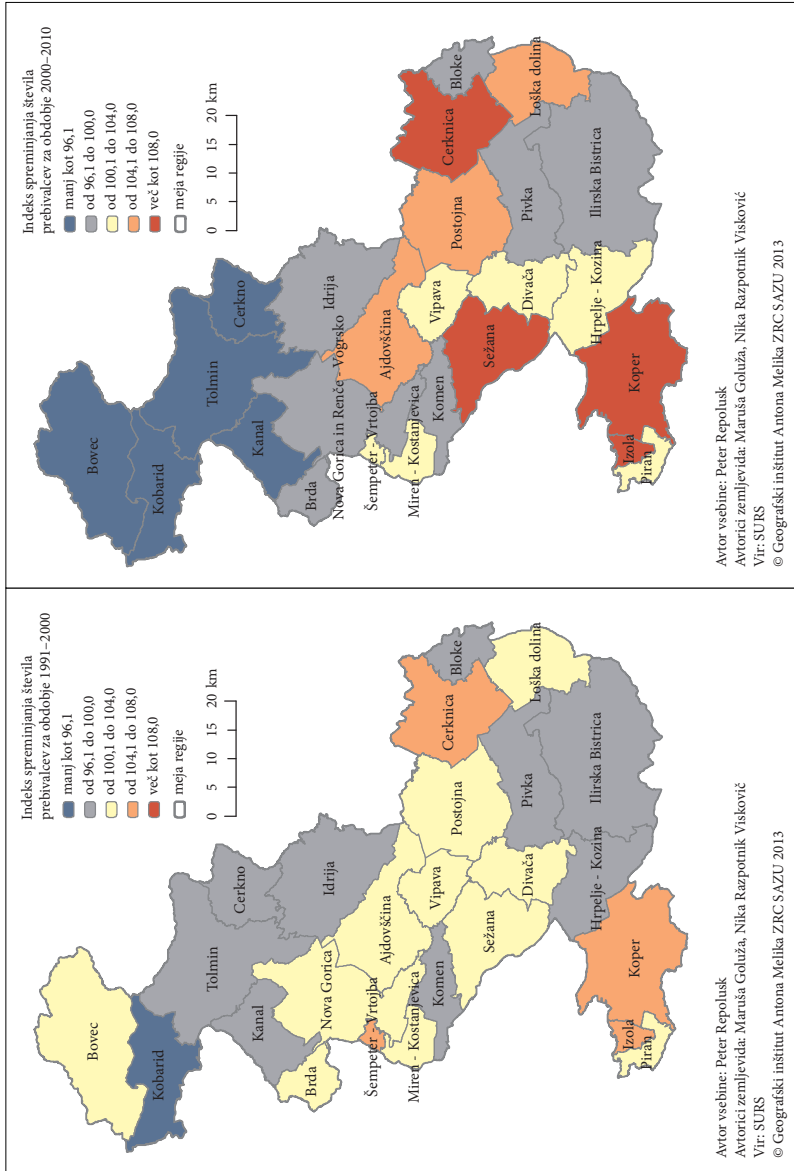 Indeks spreminjanja števila
prebivalcev za obdobje 1991–2000
manj kot 96,1
od 96,1 do 100,0
od 100,1 do 104,0
od 104,1 do 108,0
več kot 108,0
meja regije
0 5 10 15 20 km
Bovec
Kobarid
Tolmin
Cerkno
Kanal
Idrija
Brda
Nova Gorica
Ajdovščina
Šempeter - Vrtojba
Vipava
Miren - Kostanjevica
Komen
Postojna
Cerknica
Bloke
Loška dolina
Sežana
Divača
Pivka
Hrpelje - Kozina
Ilirska Bistrica
Koper
Izola
Piran
Avtor vsebine: Peter Repolusk
Avtorici zemljevida: Maruša Goluža, Nika Razpotnik Viskovič
Vir: SURS
© Geografski inštitut Antona Melika ZRC SAZU 2013
Indeks spreminjanja števila
prebivalcev za obdobje 2000–2010
manj kot 96,1
od 96,1 do 100,0
od 100,1 do 104,0
od 104,1 do 108,0
več kot 108,0
meja regije
0 5 10 15 20 km
Bovec
Kobarid
Tolmin
Cerkno
Kanal
Idrija
Brda
Nova Gorica in Renče - Vogrsko
Ajdovščina
Šempeter - Vrtojba
Vipava
Miren - Kostanjevica
Komen
Postojna
Cerknica
Bloke
Loška dolina
Sežana
Divača
Pivka
Hrpelje - Kozina
Ilirska Bistrica
Koper
Izola
Piran
Avtor vsebine: Peter Repolusk
Avtorici zemljevida: Maruša Goluža, Nika Razpotnik Visković
Vir: SURS
© Geografski inštitut Antona Melika ZRC SAZU 2013